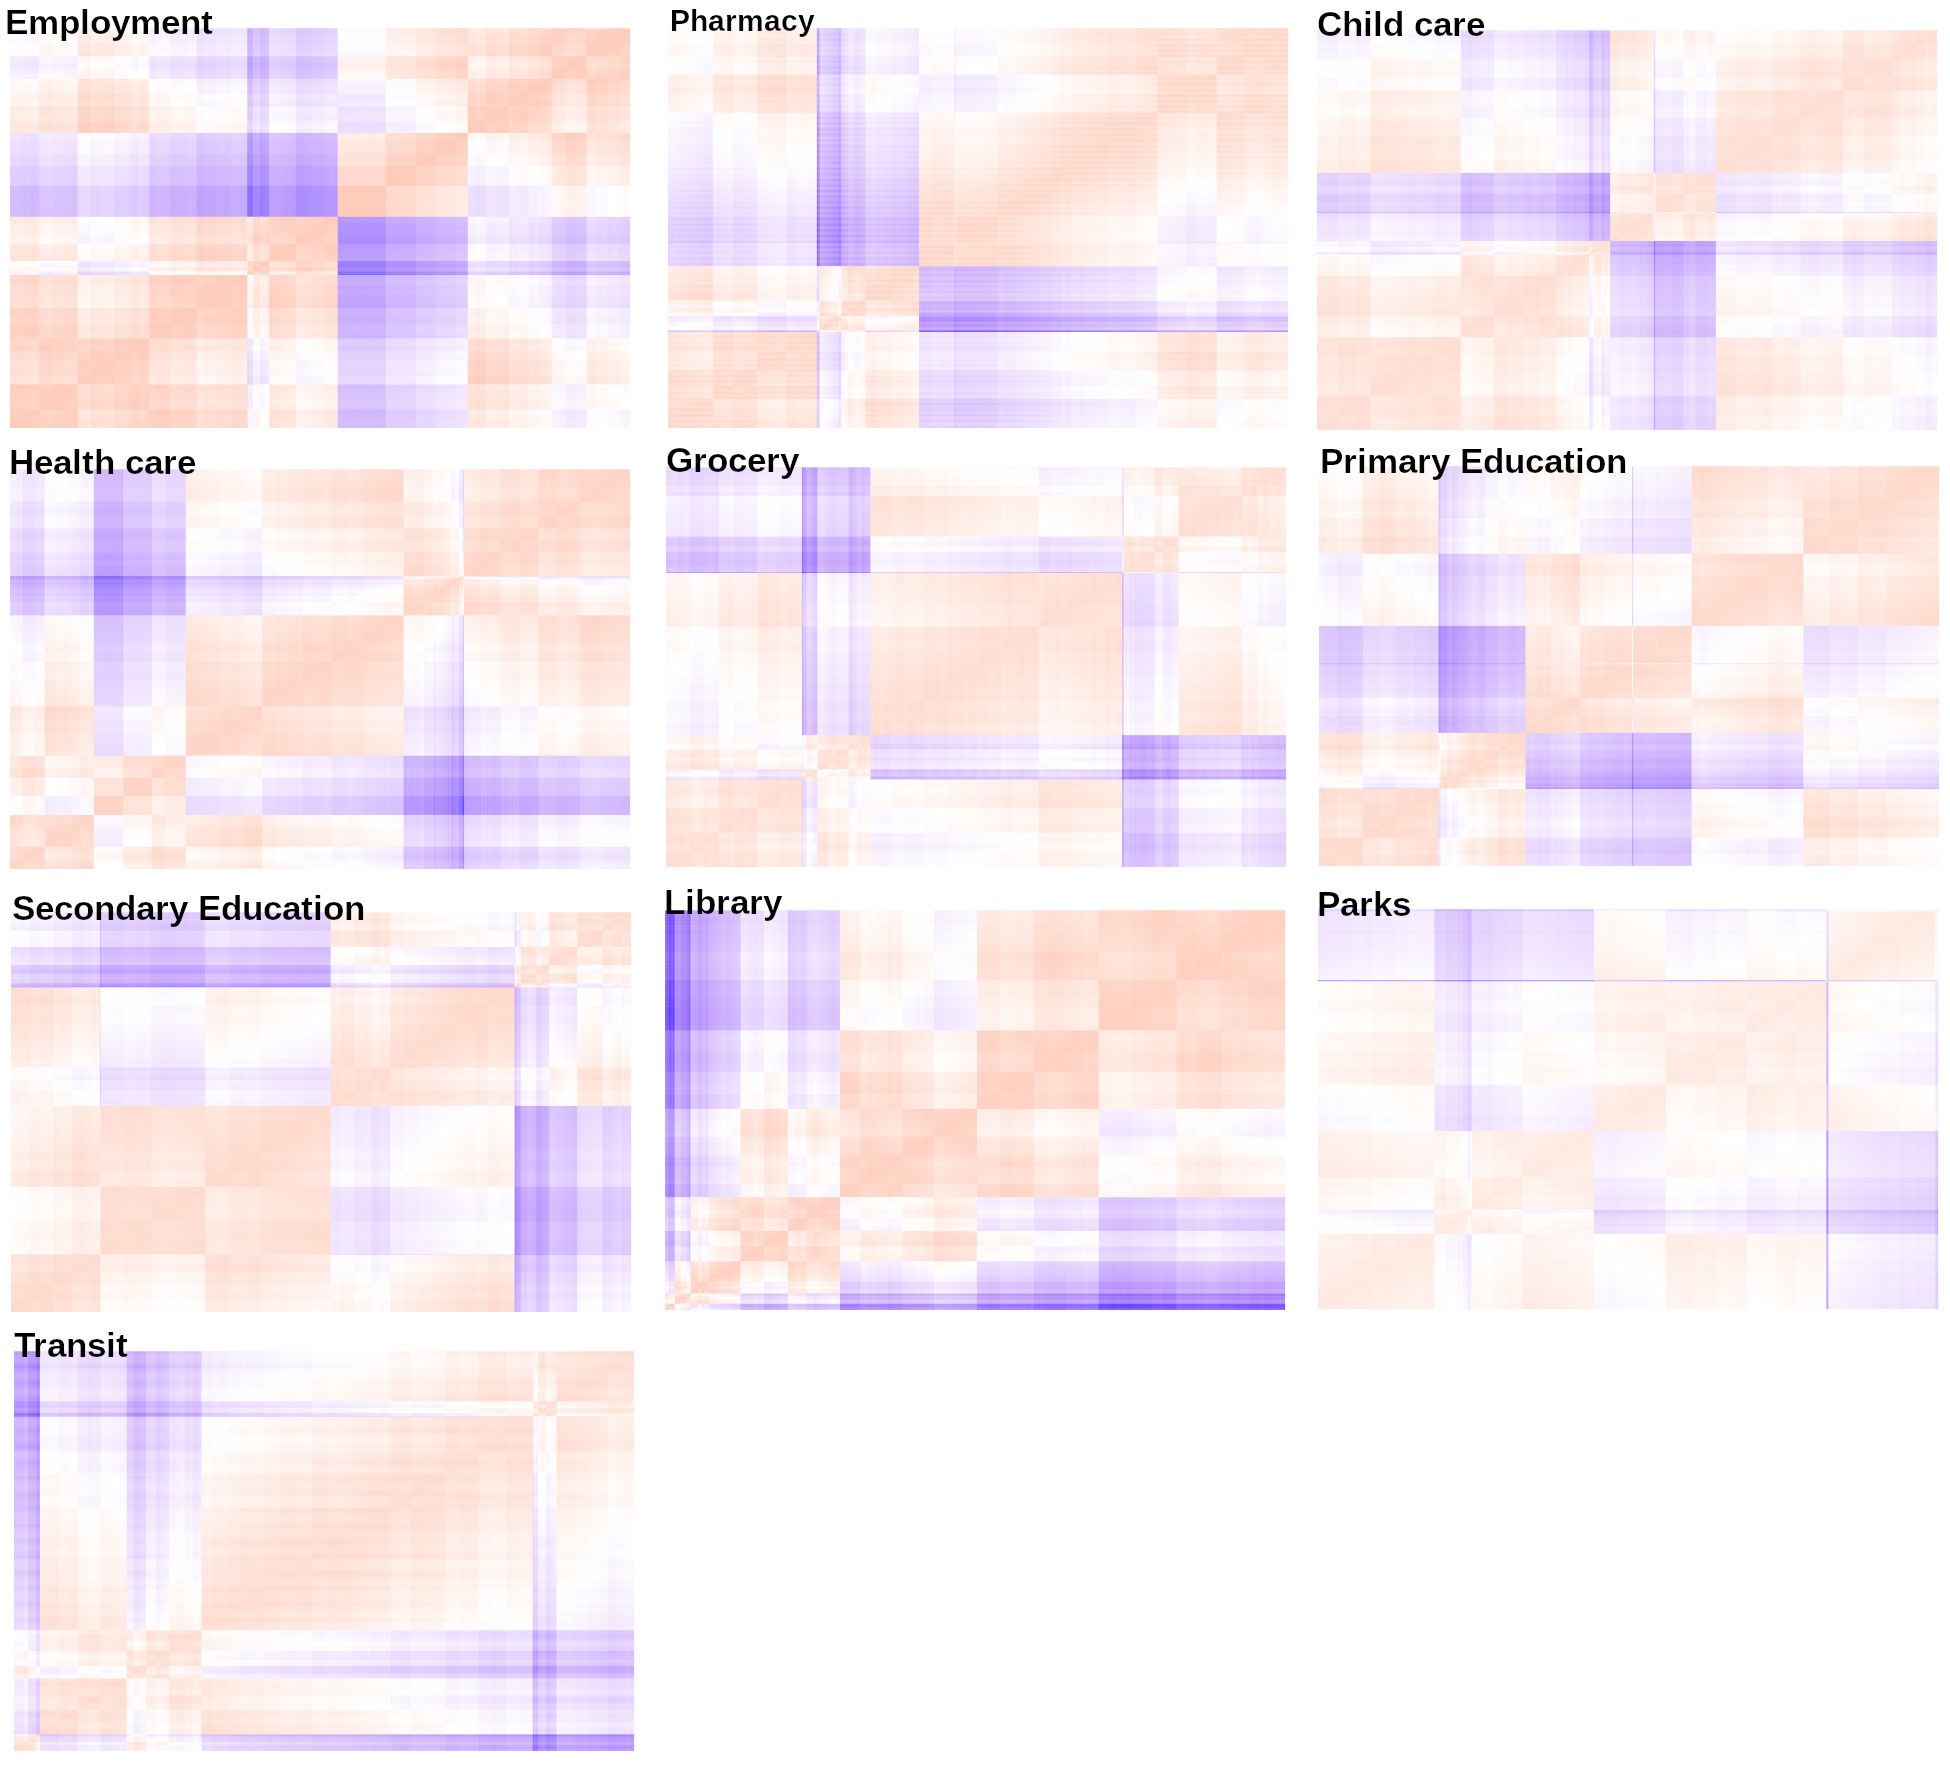 Employment
Pharmacy
Child care
Health care
Grocery
Primary Education
Secondary Education
Library
Parks
Transit